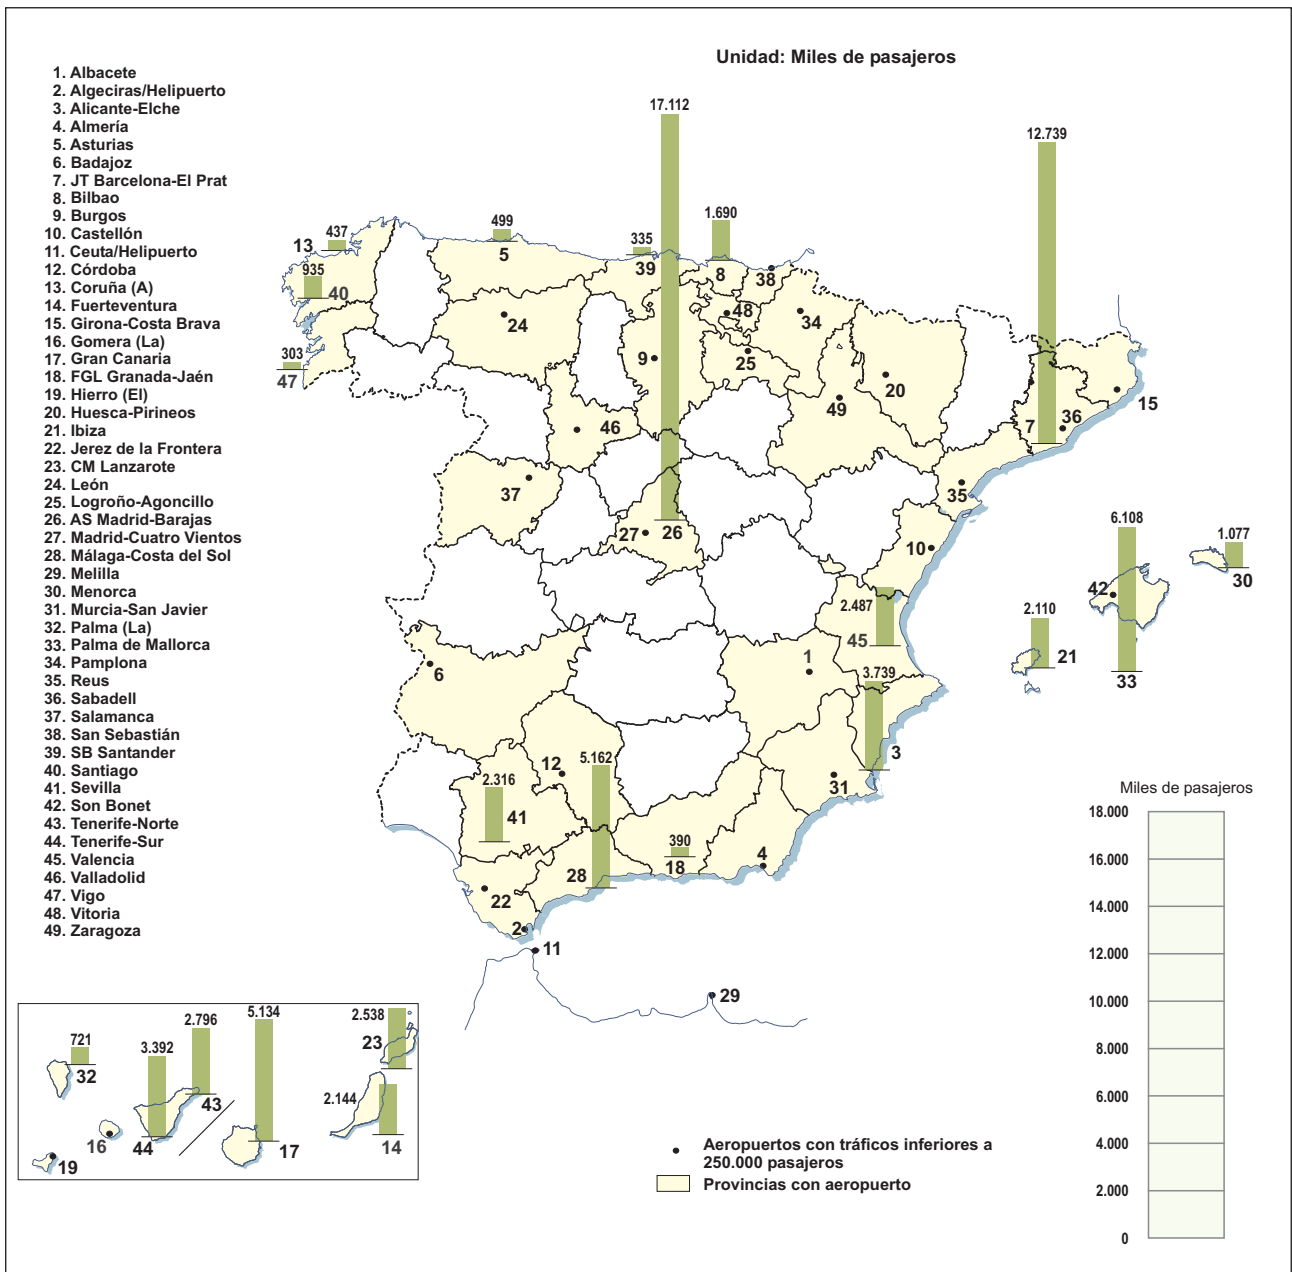 Unidad: Miles de pasajeros
1. Albacete
2. Algeciras/Helipuerto
3. Alicante-Elche
4. Almería
5. Asturias
6. Badajoz
7. JT Barcelona-El Prat
8. Bilbao
9. Burgos
10. Castellón
11. Ceuta/Helipuerto
12. Córdoba
13. Coruña (A)
14. Fuerteventura
15. Girona-Costa Brava
16. Gomera (La)
17. Gran Canaria
18. FGL Granada-Jaén
19. Hierro (El)
20. Huesca-Pirineos
21. Ibiza
22. Jerez de la Frontera
23. CM Lanzarote
24. León
25. Logroño-Agoncillo
26. AS Madrid-Barajas
27. Madrid-Cuatro Vientos
28. Málaga-Costa del Sol
29. Melilla
30. Menorca
31. Murcia-San Javier
32. Palma (La)
33. Palma de Mallorca
34. Pamplona
35. Reus
36. Sabadell
37. Salamanca
38. San Sebastián
39. SB Santander
40. Santiago
41. Sevilla
42. Son Bonet
43. Tenerife-Norte
44. Tenerife-Sur
45. Valencia
46. Valladolid
47. Vigo
48. Vitoria
49. Zaragoza
17.112
12.739
437
13
499
5
335
39
1.690
8
38
935
40
24
48
34
303
47
9
25
20
49
15
7
36
46
37
35
26
27
10
6.108
1.077
30
42
2.487
45
2.110
21
33
1
6
3.739
3
12
5.162
31
2.316
41
390
18
4
28
22
2
11
29
Miles de pasajeros
18.000
16.000
14.000
12.000
10.000
8.000
6.000
4.000
2.000
0
721
32
3.392
2.796
43
44
5.134
17
2.538
23
2.144
14
16
19
Aeropuertos con tráficos inferiores a
250.000 pasajeros
Provincias con aeropuerto